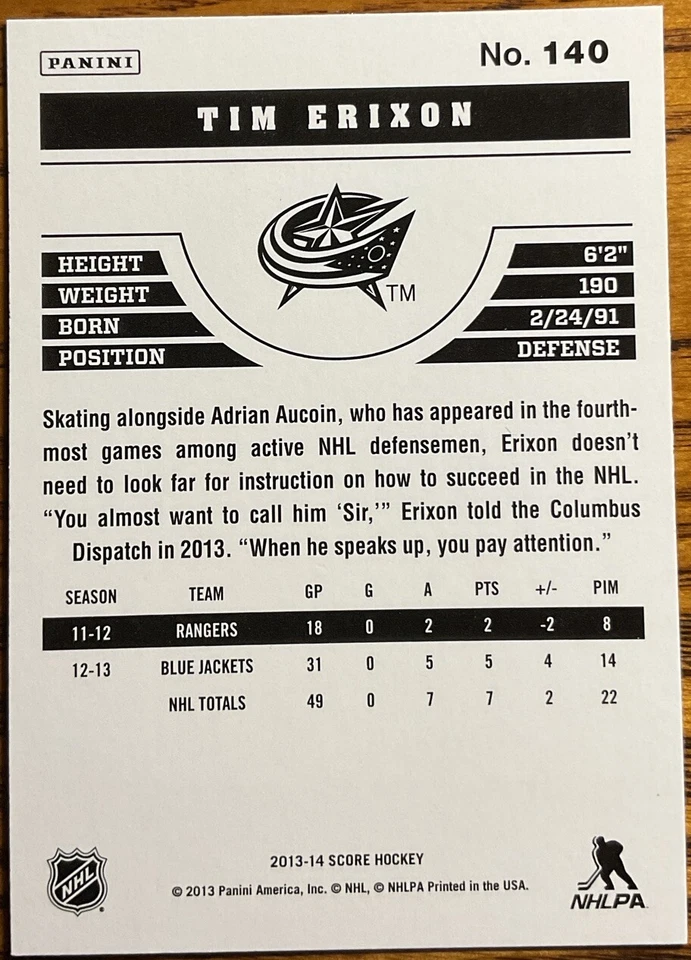 PANINI
No. 140
TIM ERIXON
TM
HEIGHT 6'2"
WEIGHT 190
BORN 2/24/91
POSITION DEFENSE
Skating alongside Adrian Aucoin, who has appeared in the fourth-
most games among active NHL defensemen, Erixon doesn't
need to look far for instruction on how to succeed in the NHL.
“You almost want to call him ‘Sir,’” Erixon told the Columbus
Dispatch in 2013. “When he speaks up, you pay attention.”
SEASON TEAM GP G A PTS +/- PIM
11-12 RANGERS 18 0 2 2 -2 8
12-13 BLUE JACKETS 31 0 5 5 4 14
NHL TOTALS 49 0 7 7 2 22
2013-14 SCORE HOCKEY
© 2013 Panini America, Inc. © NHL, © NHLPA Printed in the USA.
NHL
NHLPA